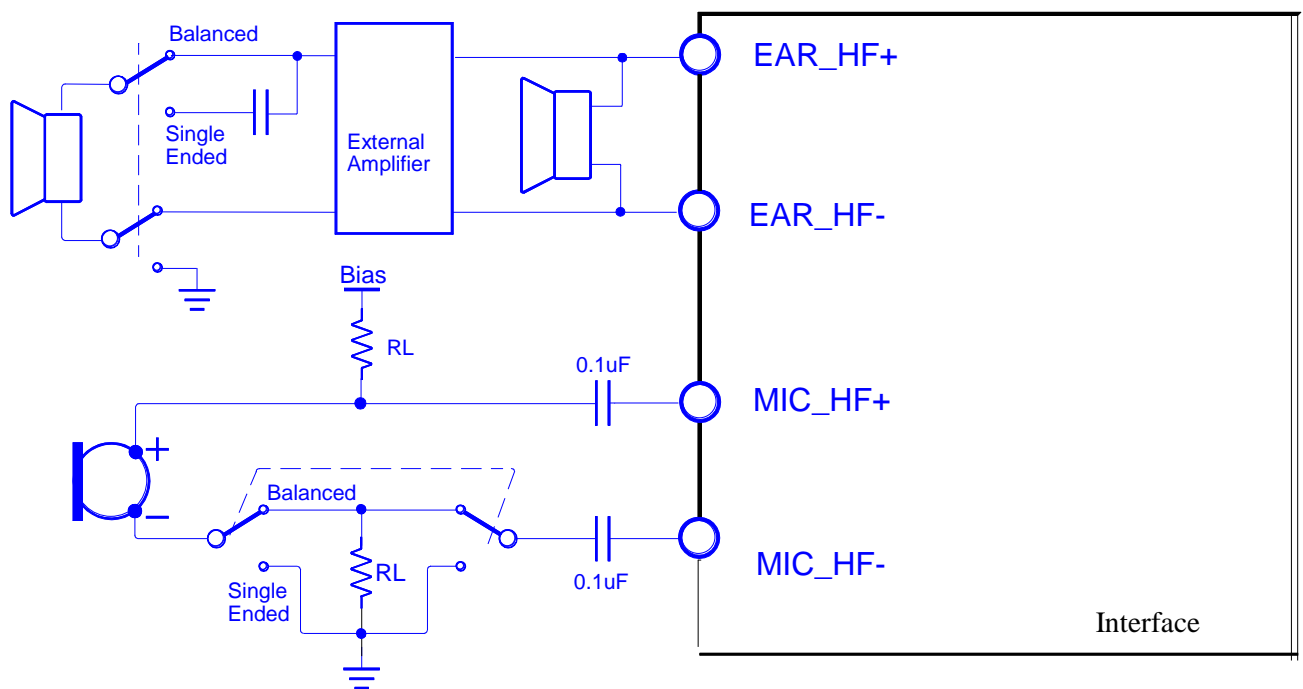 Balanced
EAR_HF+
Single
Ended
External
Amplifier
EAR_HF-
Bias
RL
0.1uF
MIC_HF+
+
−
Balanced
Single
Ended
RL
0.1uF
MIC_HF-
Interface